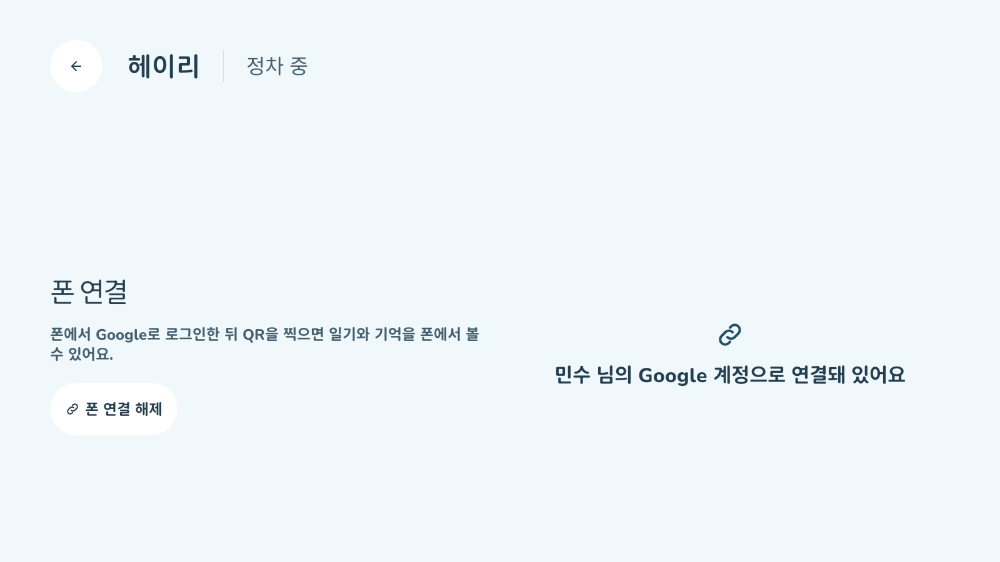 헤이리
정차 중
폰 연결
폰에서 Google로 로그인한 뒤 QR을 찍으면 일기와 기억을 폰에서 볼
수 있어요.
폰 연결 해제
민수 님의 Google 계정으로 연결돼 있어요